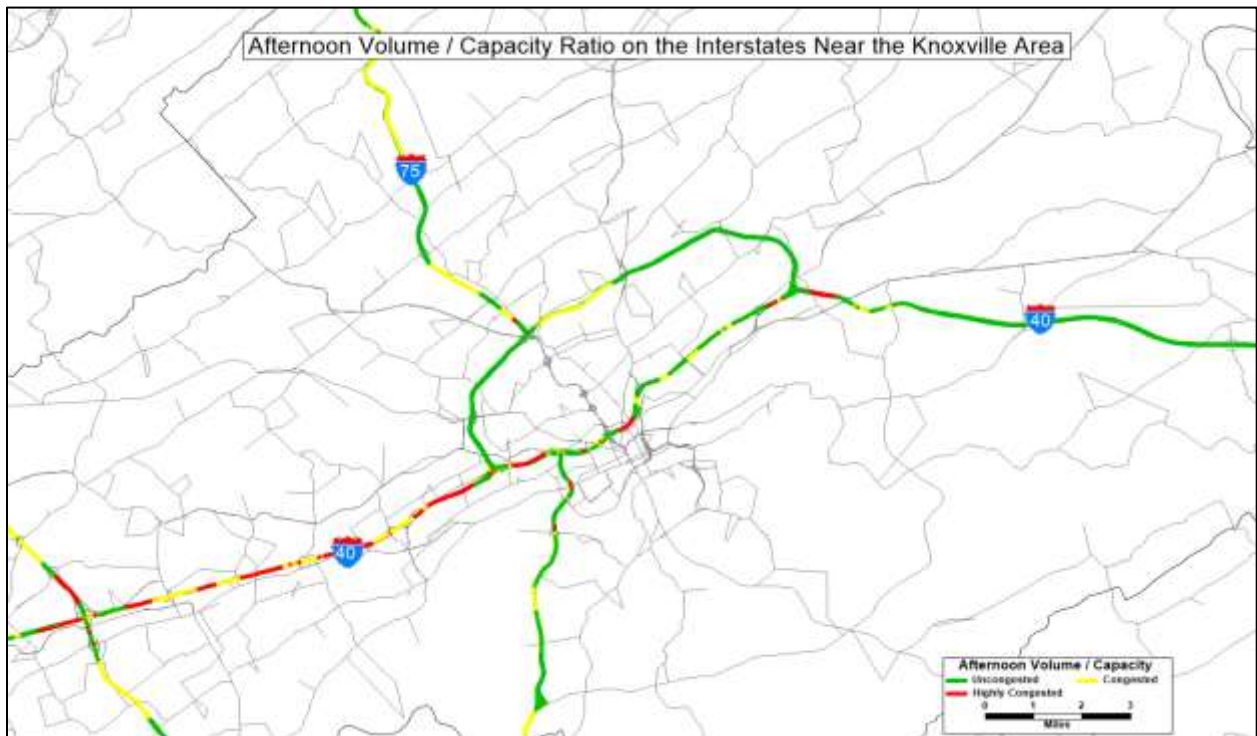 Afternoon Volume / Capacity Ratio on the Interstates Near the Knoxville Area
75
40
40
Afternoon Volume / Capacity
Uncongested Congested
Highly Congested
0 1 2 3
Miles